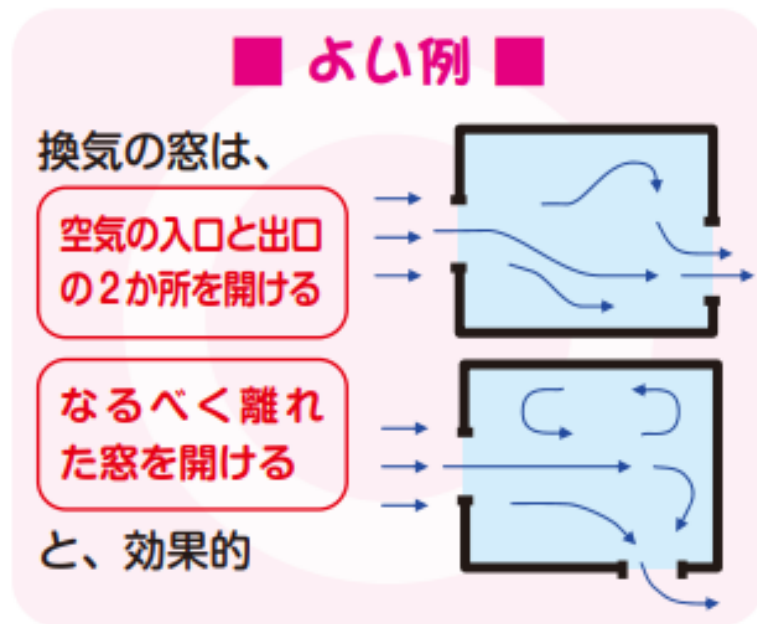 ■ よい例 ■
換気の窓は、
空気の入口と出口
の2か所を開ける
なるべく離れ
た窓を開ける
と、効果的